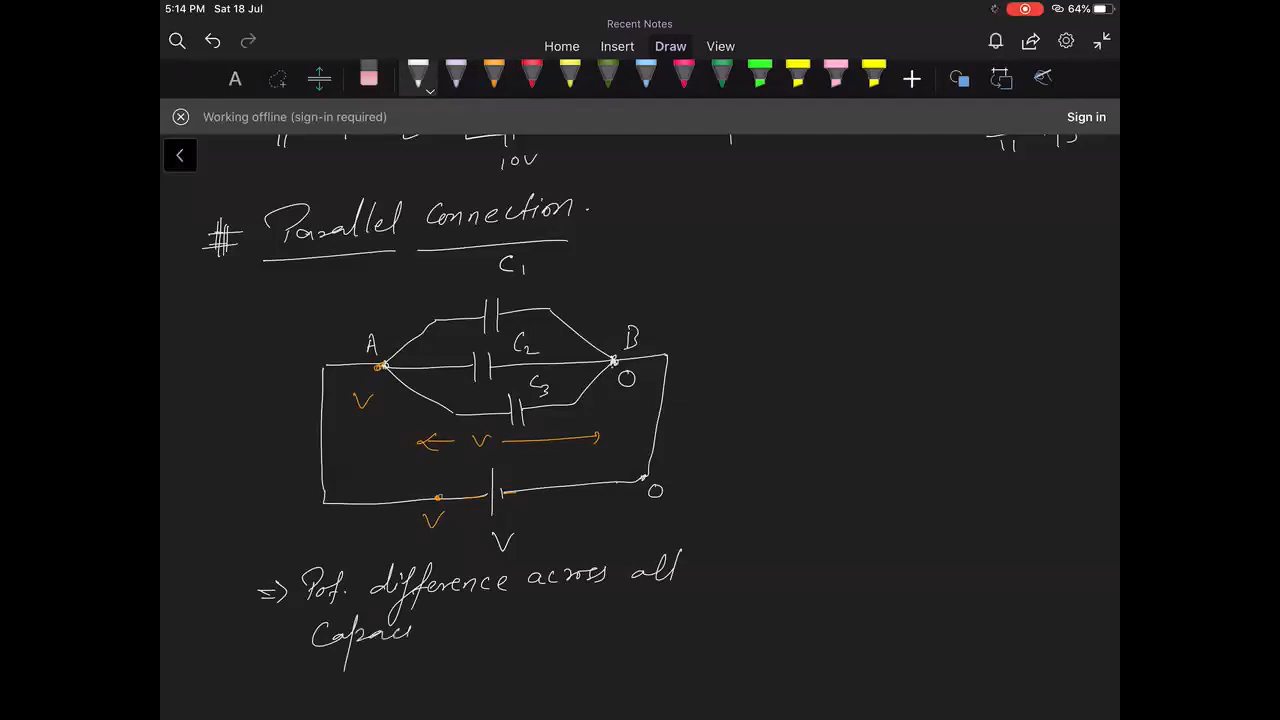 5:14 PM Sat 18 Jul
64%
Recent Notes
Home Insert Draw View
A
Working offline (sign-in required)
Sign in
10V
# Parallel Connection.
C1
A
C2
B
C3
O
V
V
O
V
V
=> Pot. difference across all
Capaci